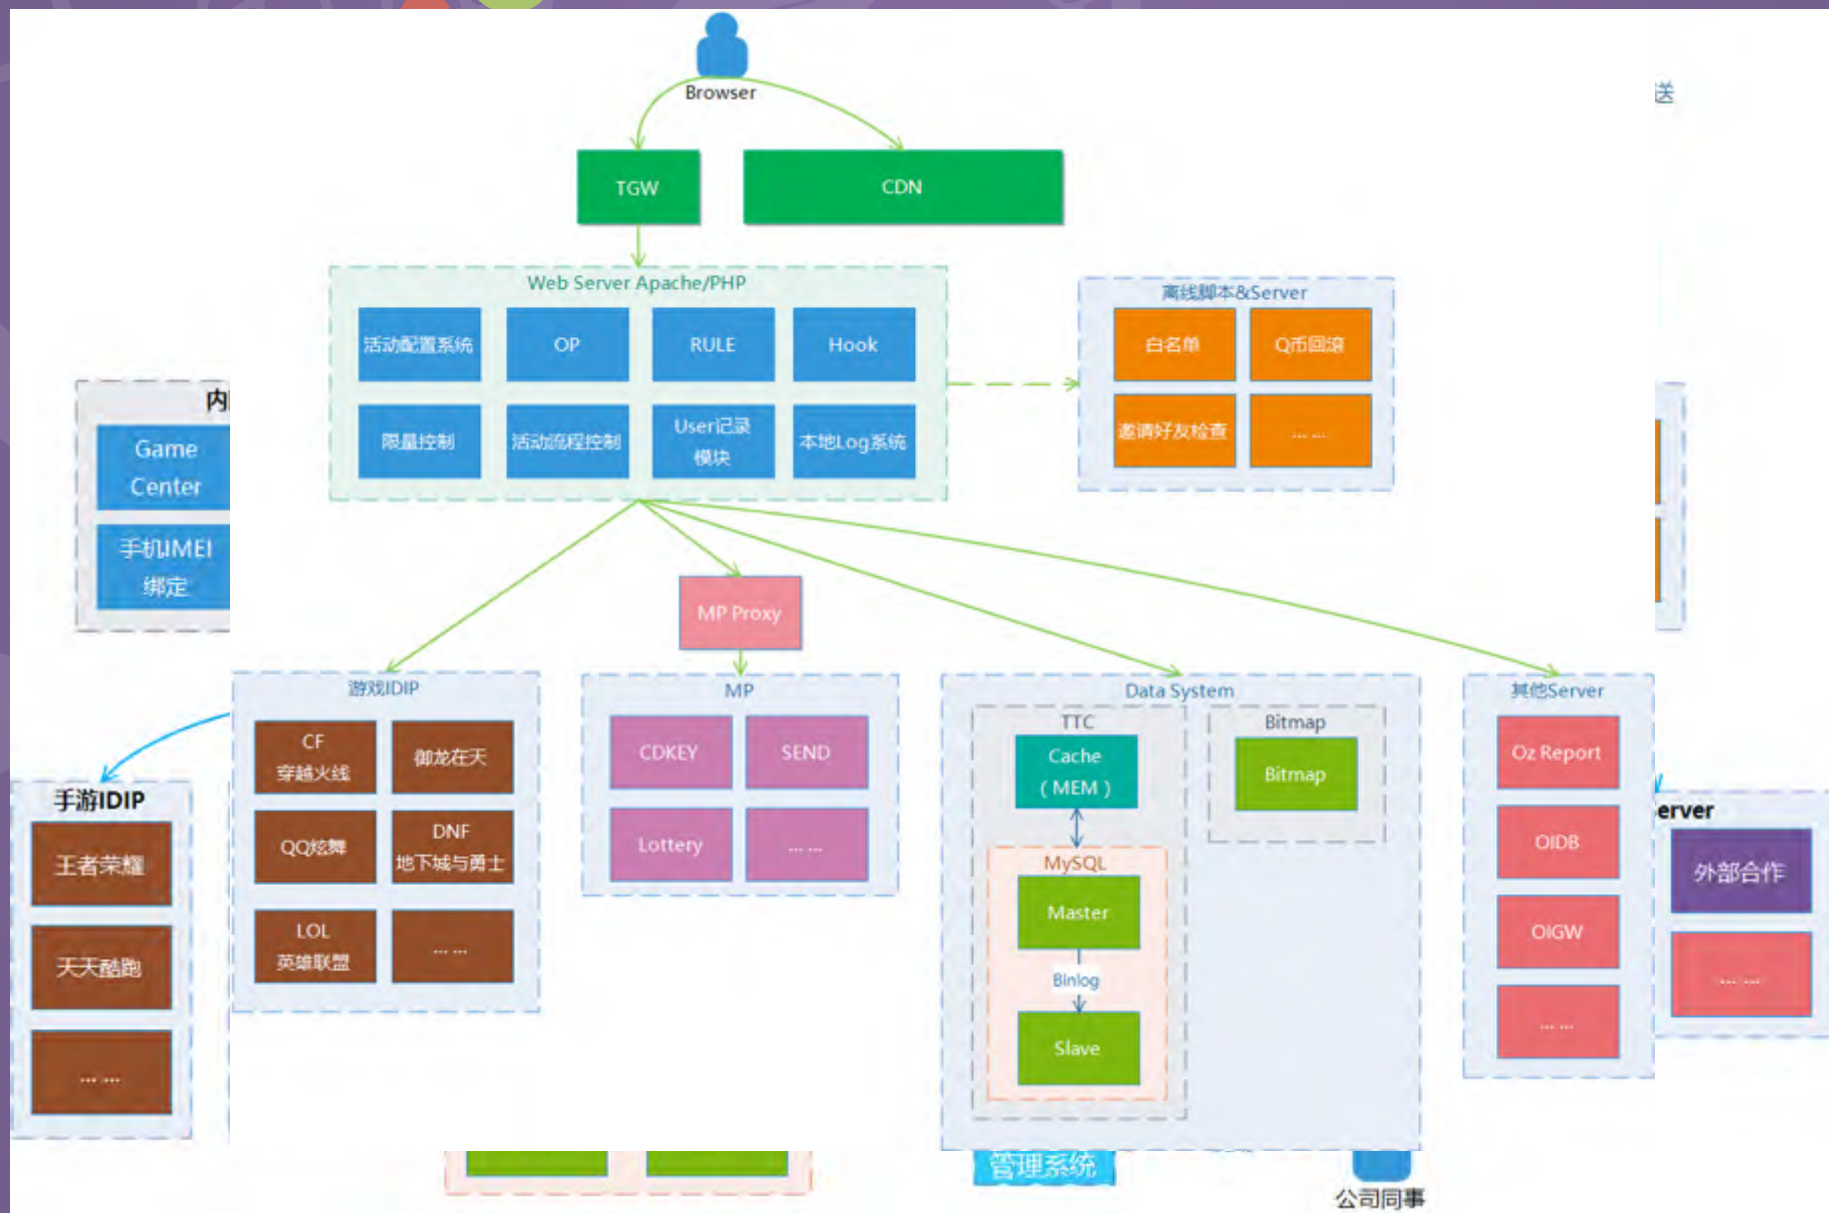 Browser
送
TGW
CDN
Web Server Apache/PHP
活动配置系统
OP
RULE
Hook
限量控制
活动流程控制
User记录
模块
本地Log系统
离线脚本&Server
白名单
Q币回滚
邀请好友检查
... ...
内
Game
Center
手机IMEI
绑定
MP Proxy
游戏IDIP
CF
穿越火线
御龙在天
QQ炫舞
DNF
地下城与勇士
LOL
英雄联盟
... ...
MP
CDKEY
SEND
Lottery
... ...
Data System
TTC
Cache
（MEM）
MySQL
Master
Binlog
Slave
Bitmap
Bitmap
其他Server
Oz Report
OIDB
OIGW
... ...
手游IDIP
王者荣耀
天天酷跑
... ...
erver
外部合作
... ...
管理系统
公司同事